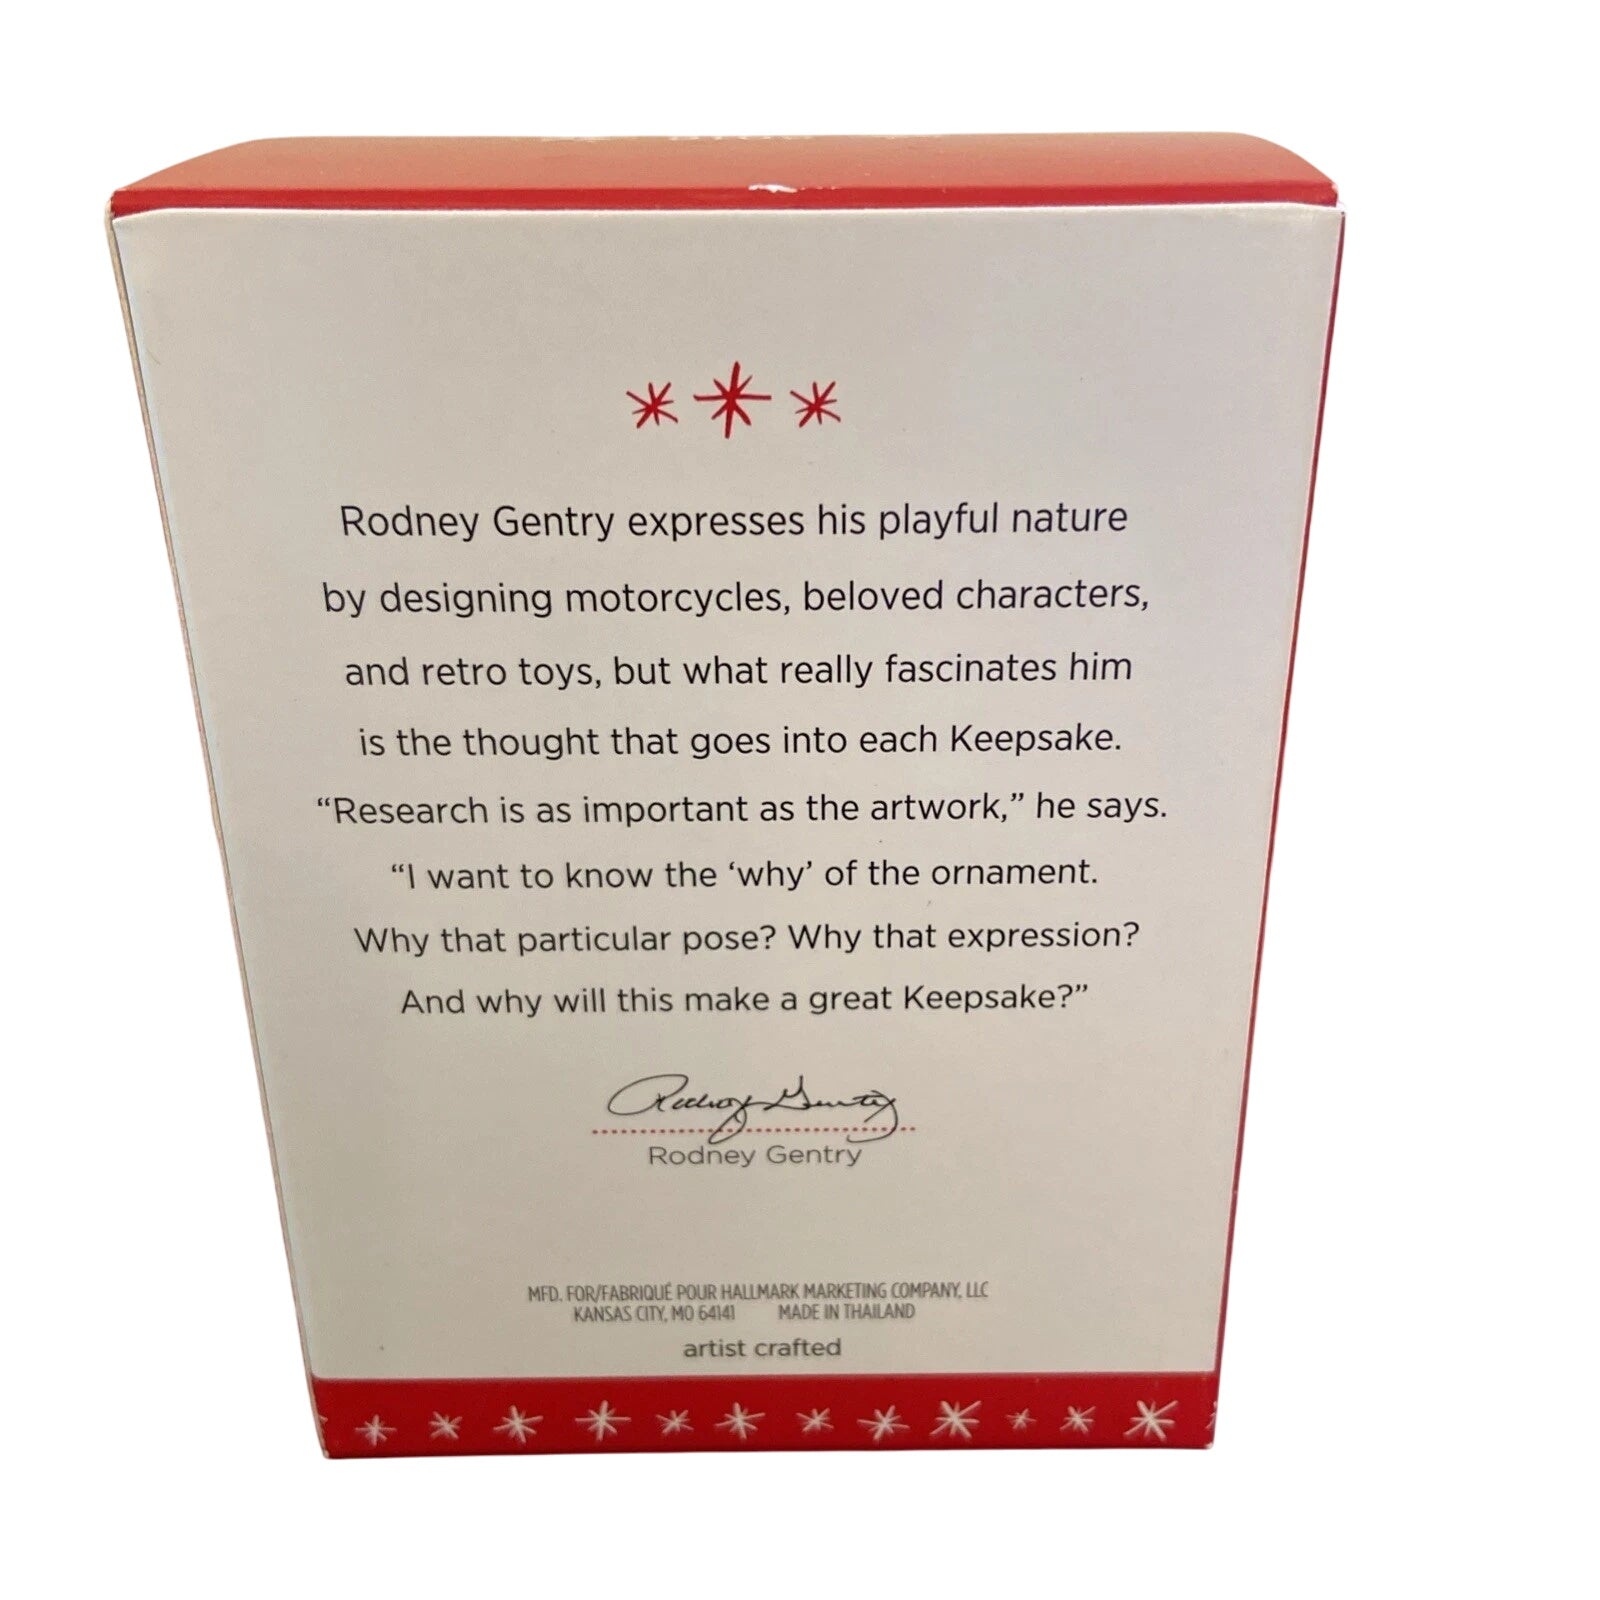 Rodney Gentry expresses his playful nature
by designing motorcycles, beloved characters,
and retro toys, but what really fascinates him
is the thought that goes into each Keepsake.
“Research is as important as the artwork,” he says.
“I want to know the ‘why’ of the ornament.
Why that particular pose? Why that expression?
And why will this make a great Keepsake?”
Rodney Gentry
Rodney Gentry
MFD. FOR/FABRIQUÉ POUR HALLMARK MARKETING COMPANY, LLC
KANSAS CITY, MO 64141 MADE IN THAILAND
artist crafted